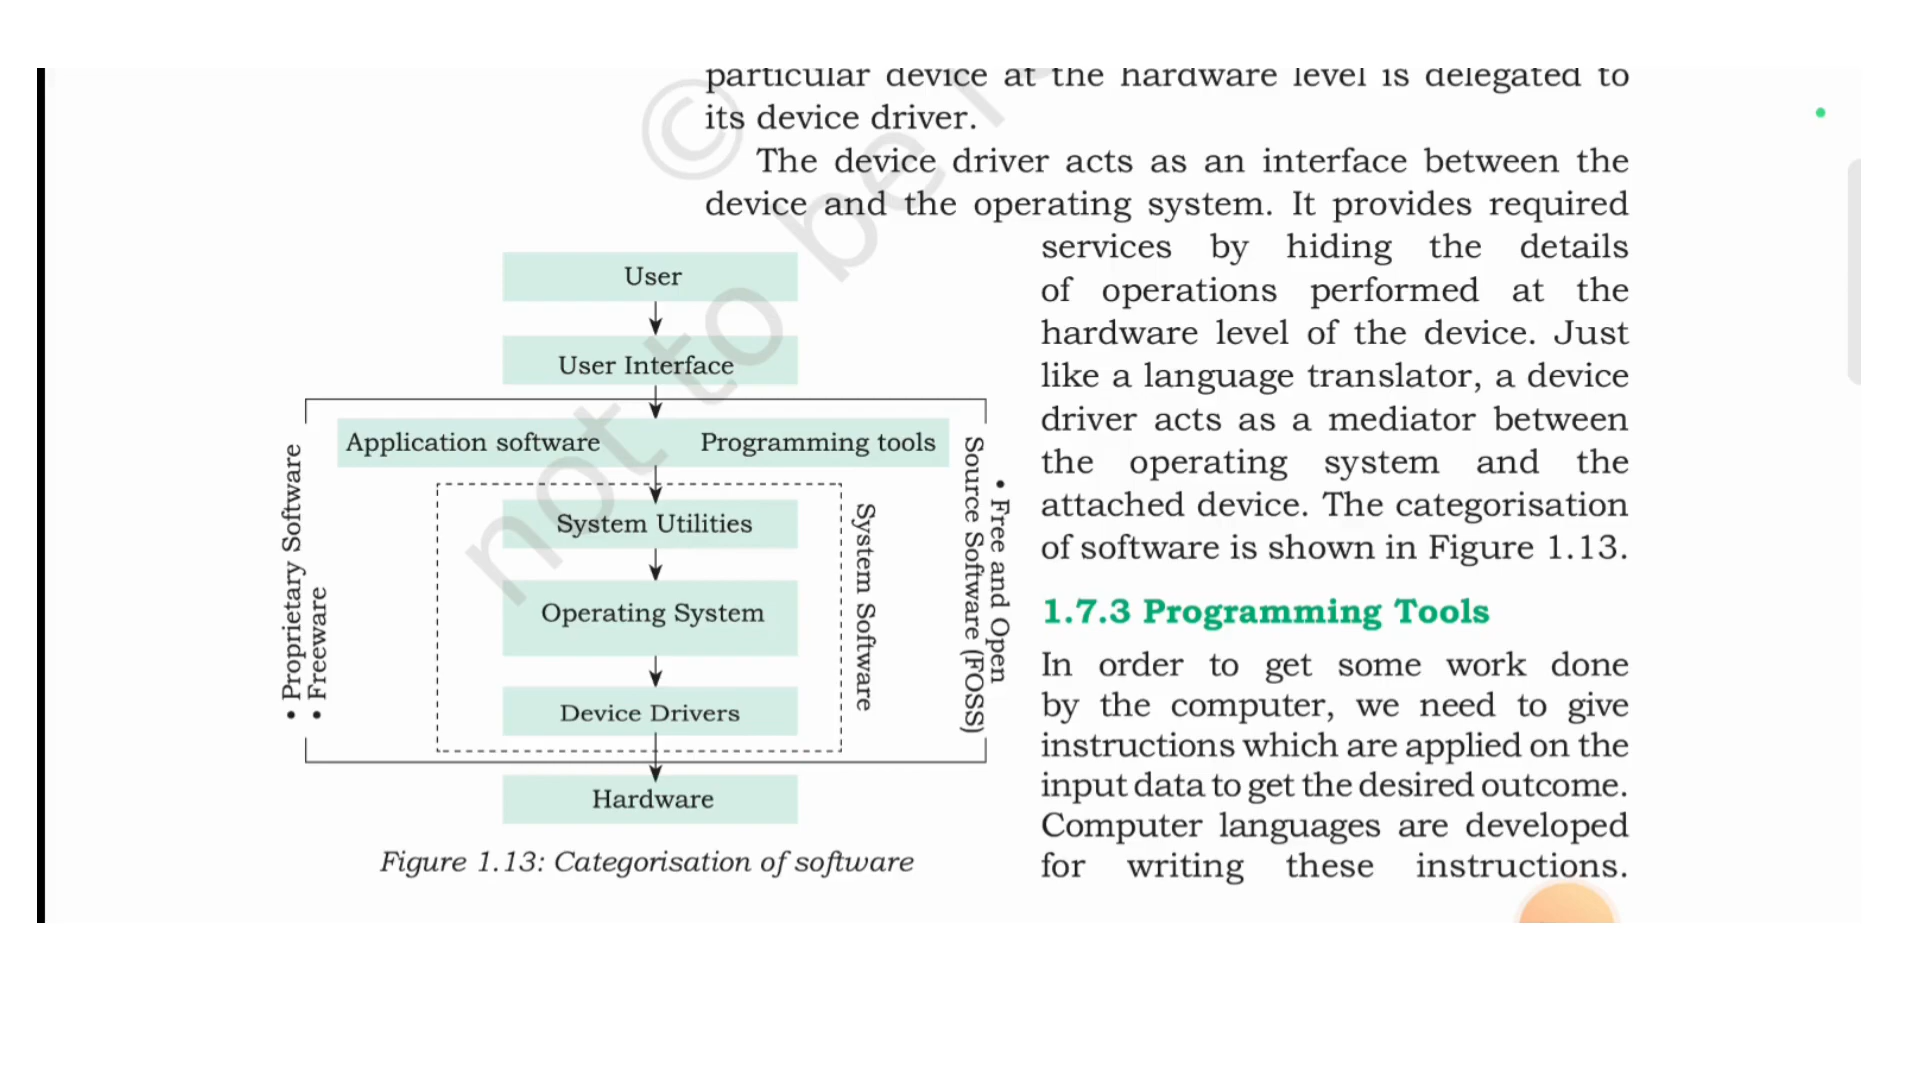 particular device at the hardware level is delegated to
its device driver.
The device driver acts as an interface between the
device and the operating system. It provides required
services by hiding the details
of operations performed at the
hardware level of the device. Just
like a language translator, a device
driver acts as a mediator between
the operating system and the
attached device. The categorisation
of software is shown in Figure 1.13.
1.7.3 Programming Tools
In order to get some work done
by the computer, we need to give
instructions which are applied on the
input data to get the desired outcome.
Computer languages are developed
for writing these instructions.
User
User Interface
Application software
Programming tools
System Utilities
Operating System
Device Drivers
Hardware
• Proprietary Software
• Freeware
System Software
• Free and Open
Source Software (FOSS)
Figure 1.13: Categorisation of software
©
not to be